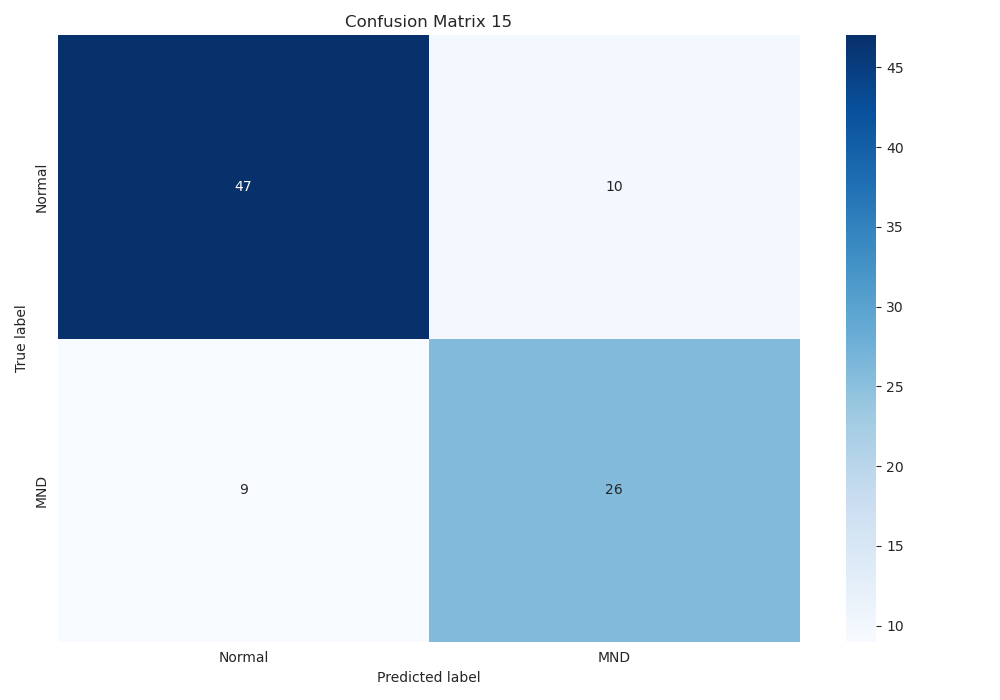 Confusion Matrix 15
True label
Normal
MND
47
10
9
26
Normal
MND
Predicted label
45
40
35
30
25
20
15
10